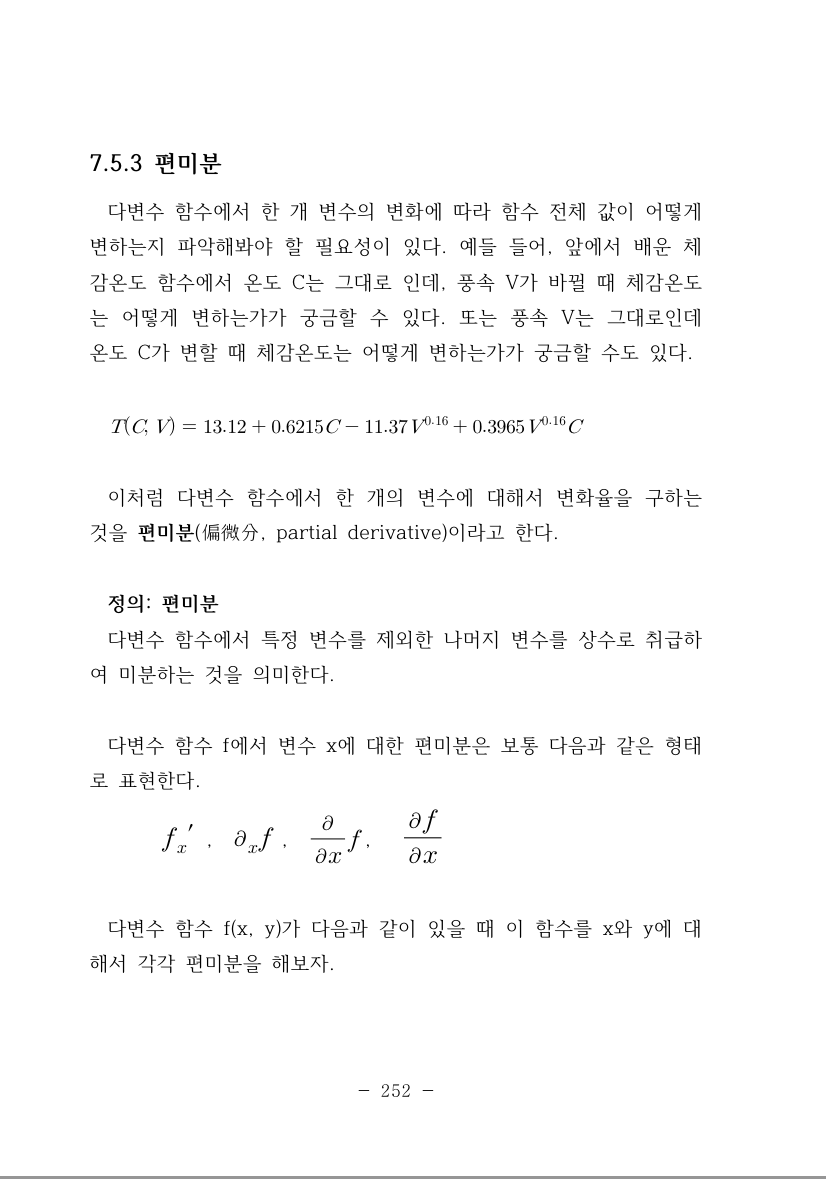 7.5.3 편미분
다변수 함수에서 한 개 변수의 변화에 따라 함수 전체 값이 어떻게
변하는지 파악해봐야 할 필요성이 있다. 예들 들어, 앞에서 배운 체
감온도 함수에서 온도 C는 그대로 인데, 풍속 V가 바뀔 때 체감온도
는 어떻게 변하는가가 궁금할 수 있다. 또는 풍속 V는 그대로인데
온도 C가 변할 때 체감온도는 어떻게 변하는가가 궁금할 수도 있다.
T(C, V) = 13.12 + 0.6215C − 11.37V^{0.16} + 0.3965V^{0.16}C
이처럼 다변수 함수에서 한 개의 변수에 대해서 변화율을 구하는
것을 편미분(偏微分, partial derivative)이라고 한다.
정의: 편미분
다변수 함수에서 특정 변수를 제외한 나머지 변수를 상수로 취급하
여 미분하는 것을 의미한다.
다변수 함수 f에서 변수 x에 대한 편미분은 보통 다음과 같은 형태
로 표현한다.
f_x′ , ∂_x f , ∂/∂x f , ∂f/∂x
다변수 함수 f(x, y)가 다음과 같이 있을 때 이 함수를 x와 y에 대
해서 각각 편미분을 해보자.
− 252 −